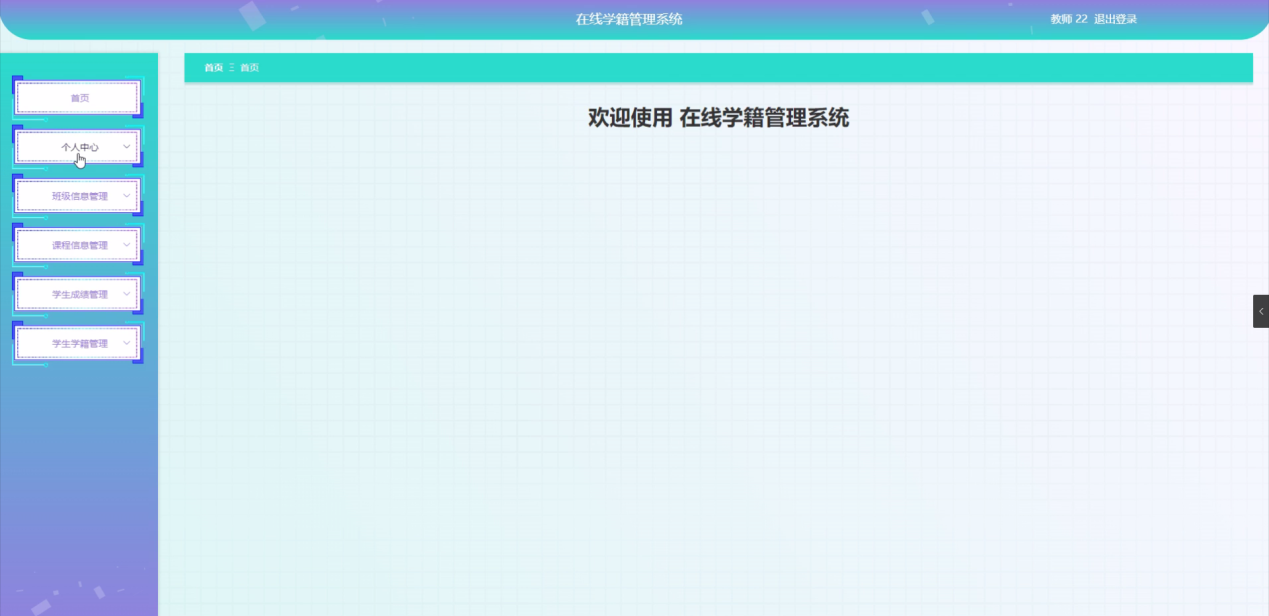 在线学籍管理系统
教师 22 退出登录
首页
个人中心
班级信息管理
课程信息管理
学生成绩管理
学生学籍管理
首页 Ξ 首页
欢迎使用 在线学籍管理系统